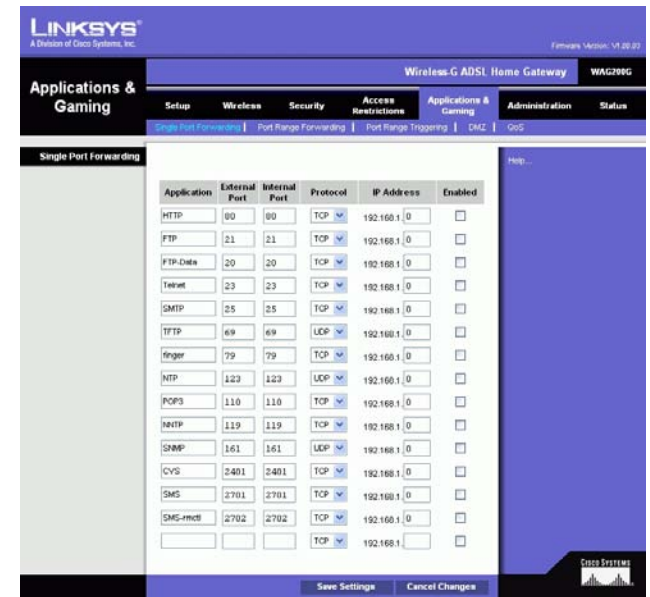 LINKSYS®
A Division of Cisco Systems, Inc.
Firmware Version: V1.00.03
Wireless-G ADSL Home Gateway WAG200G
Applications & Gaming
Setup Wireless Security Access Restrictions Applications & Gaming Administration Status
Single Port Forwarding | Port Range Forwarding | Port Range Triggering | DMZ | QoS
Single Port Forwarding
Help...
Application External Port Internal Port Protocol IP Address Enabled
HTTP 80 80 TCP 192.168.1. 0
FTP 21 21 TCP 192.168.1. 0
FTP-Data 20 20 TCP 192.168.1. 0
Telnet 23 23 TCP 192.168.1. 0
SMTP 25 25 TCP 192.168.1. 0
TFTP 69 69 UDP 192.168.1. 0
finger 79 79 TCP 192.168.1. 0
NTP 123 123 UDP 192.168.1. 0
POP3 110 110 TCP 192.168.1. 0
NNTP 119 119 TCP 192.168.1. 0
SNMP 161 161 UDP 192.168.1. 0
CVS 2401 2401 TCP 192.168.1. 0
SMS 2701 2701 TCP 192.168.1. 0
SMS-rmctl 2702 2702 TCP 192.168.1. 0
TCP 192.168.1.
Save Settings Cancel Changes
CISCO SYSTEMS